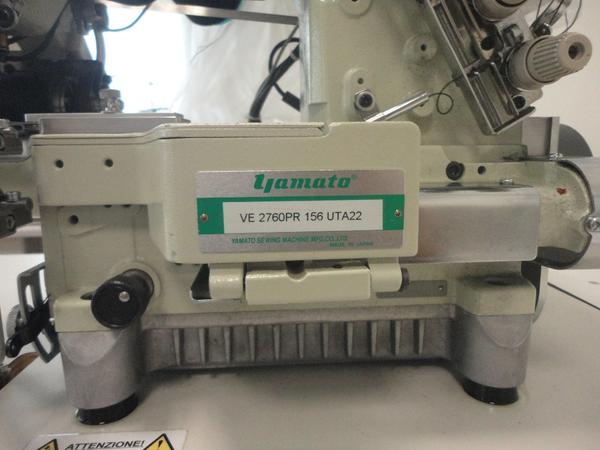 yamato®
VE 2760PR 156 UTA22
YAMATO SEWING MACHINE MFG.CO.,LTD.
MADE IN JAPAN
ATTENZIONE!